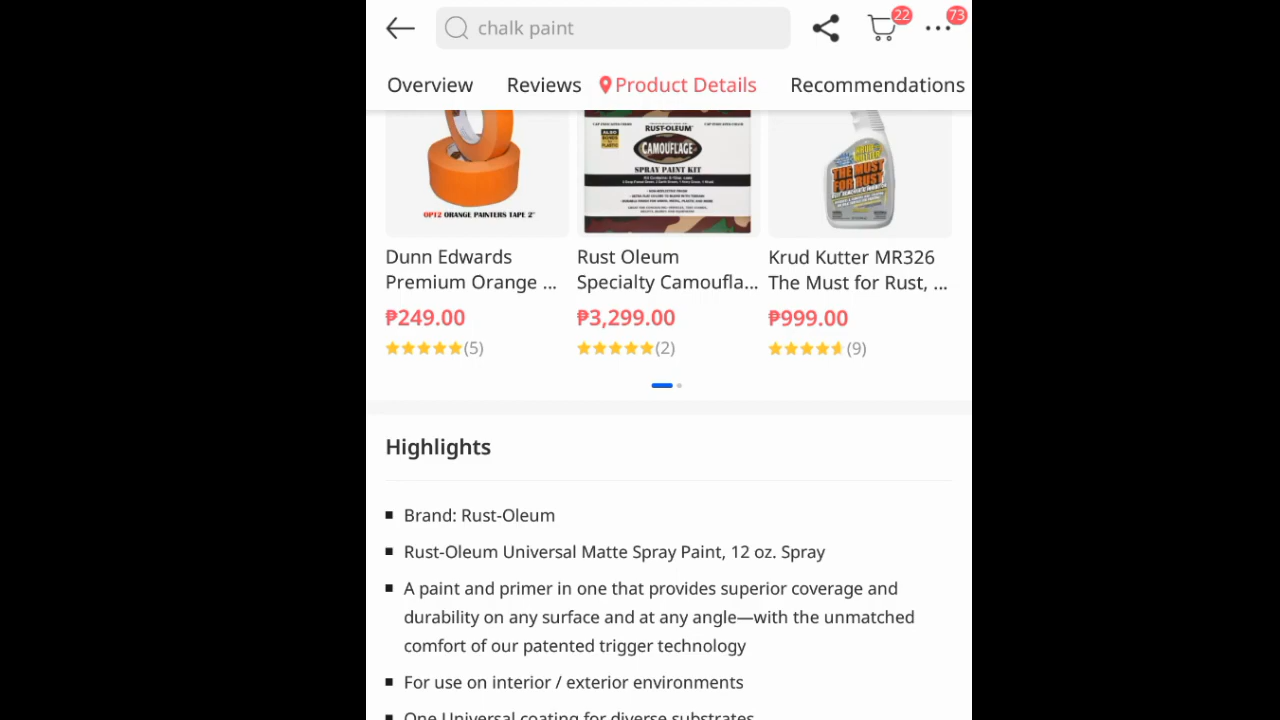 chalk paint
22
73
Overview
Reviews
Product Details
Recommendations
OPT2 ORANGE PAINTERS TAPE 2"
RUST-OLEUM
CAMOUFLAGE
SPRAY PAINT KIT
KRUD KUTTER
THE MUST
FOR RUST
Dunn Edwards
Premium Orange ...
₱249.00
(5)
Rust Oleum
Specialty Camoufla...
₱3,299.00
(2)
Krud Kutter MR326
The Must for Rust, ...
₱999.00
(9)
Highlights
Brand: Rust-Oleum
Rust-Oleum Universal Matte Spray Paint, 12 oz. Spray
A paint and primer in one that provides superior coverage and
durability on any surface and at any angle—with the unmatched
comfort of our patented trigger technology
For use on interior / exterior environments
One Universal coating for diverse substrates